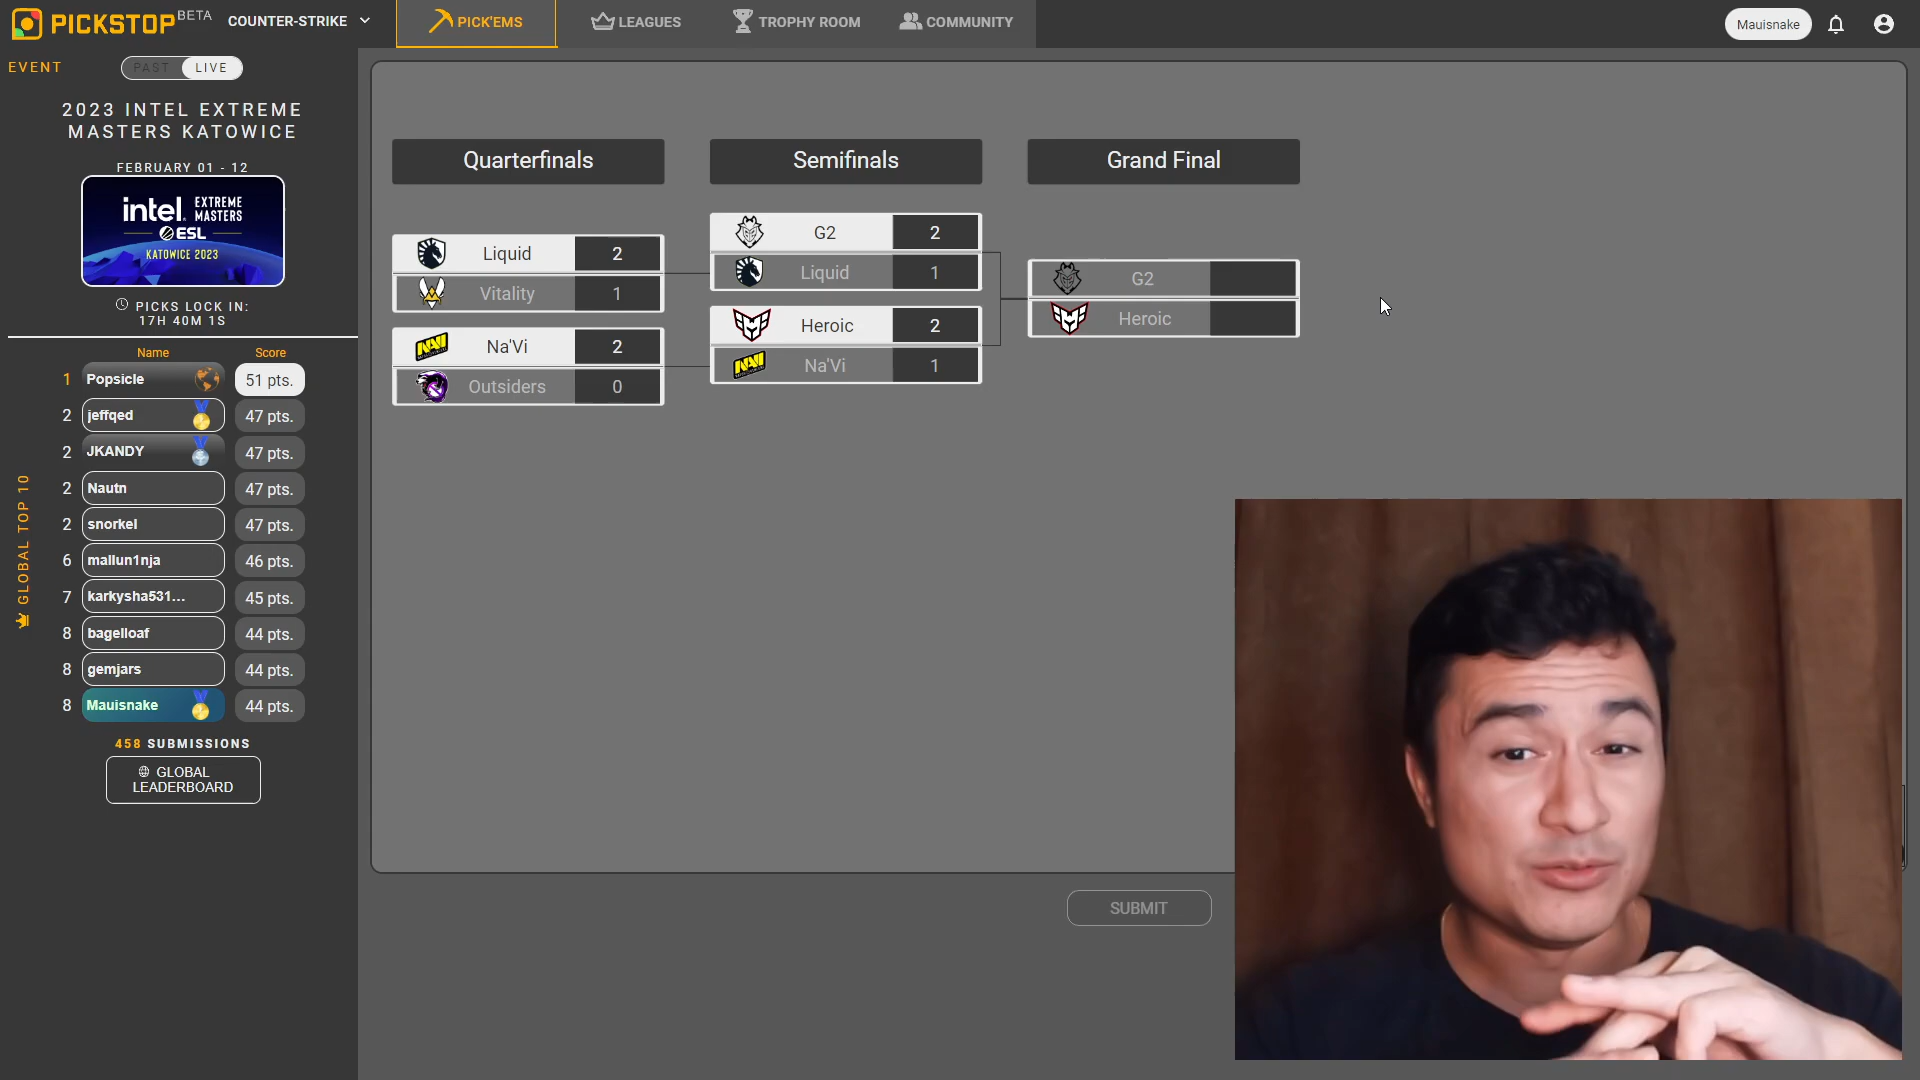 PICKSTOP BETA
COUNTER-STRIKE
PICK'EMS
LEAGUES
TROPHY ROOM
COMMUNITY
Mauisnake
EVENT
PAST LIVE
2023 INTEL EXTREME
MASTERS KATOWICE
FEBRUARY 01 - 12
intel. EXTREME
MASTERS
ESL
KATOWICE 2023
PICKS LOCK IN:
17H 40M 1S
Name Score
1 Popsicle 51 pts.
2 jeffqed 47 pts.
2 JKANDY 47 pts.
2 Nautn 47 pts.
2 snorkel 47 pts.
6 mallun1nja 46 pts.
7 karkysha531... 45 pts.
8 bagelloaf 44 pts.
8 gemjars 44 pts.
8 Mauisnake 44 pts.
GLOBAL TOP 10
458 SUBMISSIONS
GLOBAL
LEADERBOARD
Quarterfinals
Liquid 2
Vitality 1
Na'Vi 2
Outsiders 0
Semifinals
G2 2
Liquid 1
Heroic 2
Na'Vi 1
Grand Final
G2
Heroic
SUBMIT